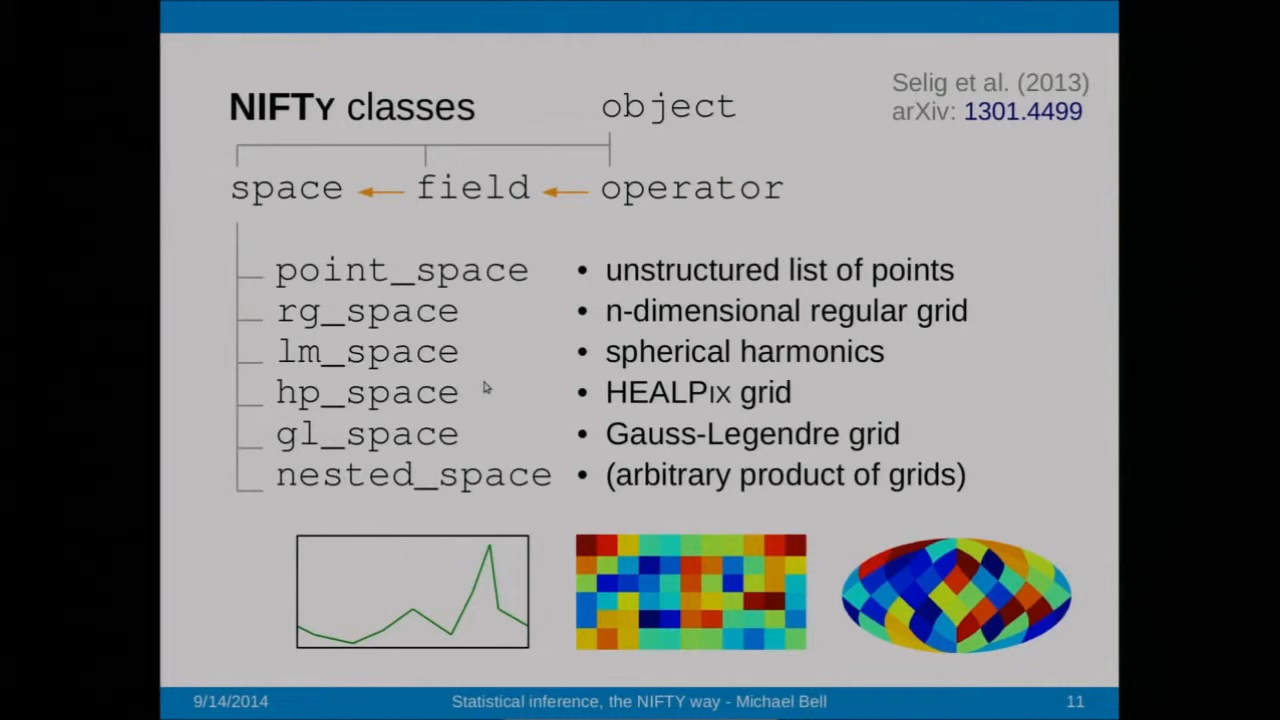 NIFTY classes
object
Selig et al. (2013)
arXiv: 1301.4499
space field operator
point_space • unstructured list of points
rg_space • n-dimensional regular grid
lm_space • spherical harmonics
hp_space • HEALPIX grid
gl_space • Gauss-Legendre grid
nested_space • (arbitrary product of grids)
9/14/2014 Statistical inference, the NIFTY way - Michael Bell 11